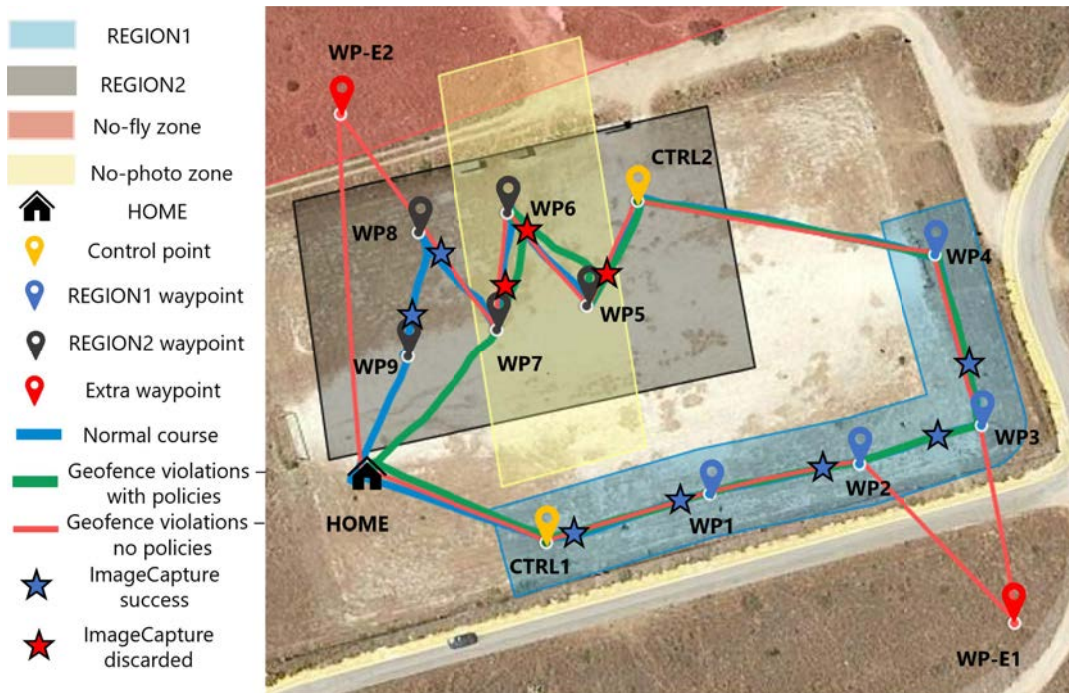 REGION1
REGION2
No-fly zone
No-photo zone
HOME
Control point
REGION1 waypoint
REGION2 waypoint
Extra waypoint
Normal course
Geofence violations
with policies
Geofence violations
no policies
ImageCapture
success
ImageCapture
discarded
WP-E2
CTRL2
WP6
WP8
WP4
WP5
WP7
WP9
WP3
WP2
WP1
HOME
CTRL1
WP-E1